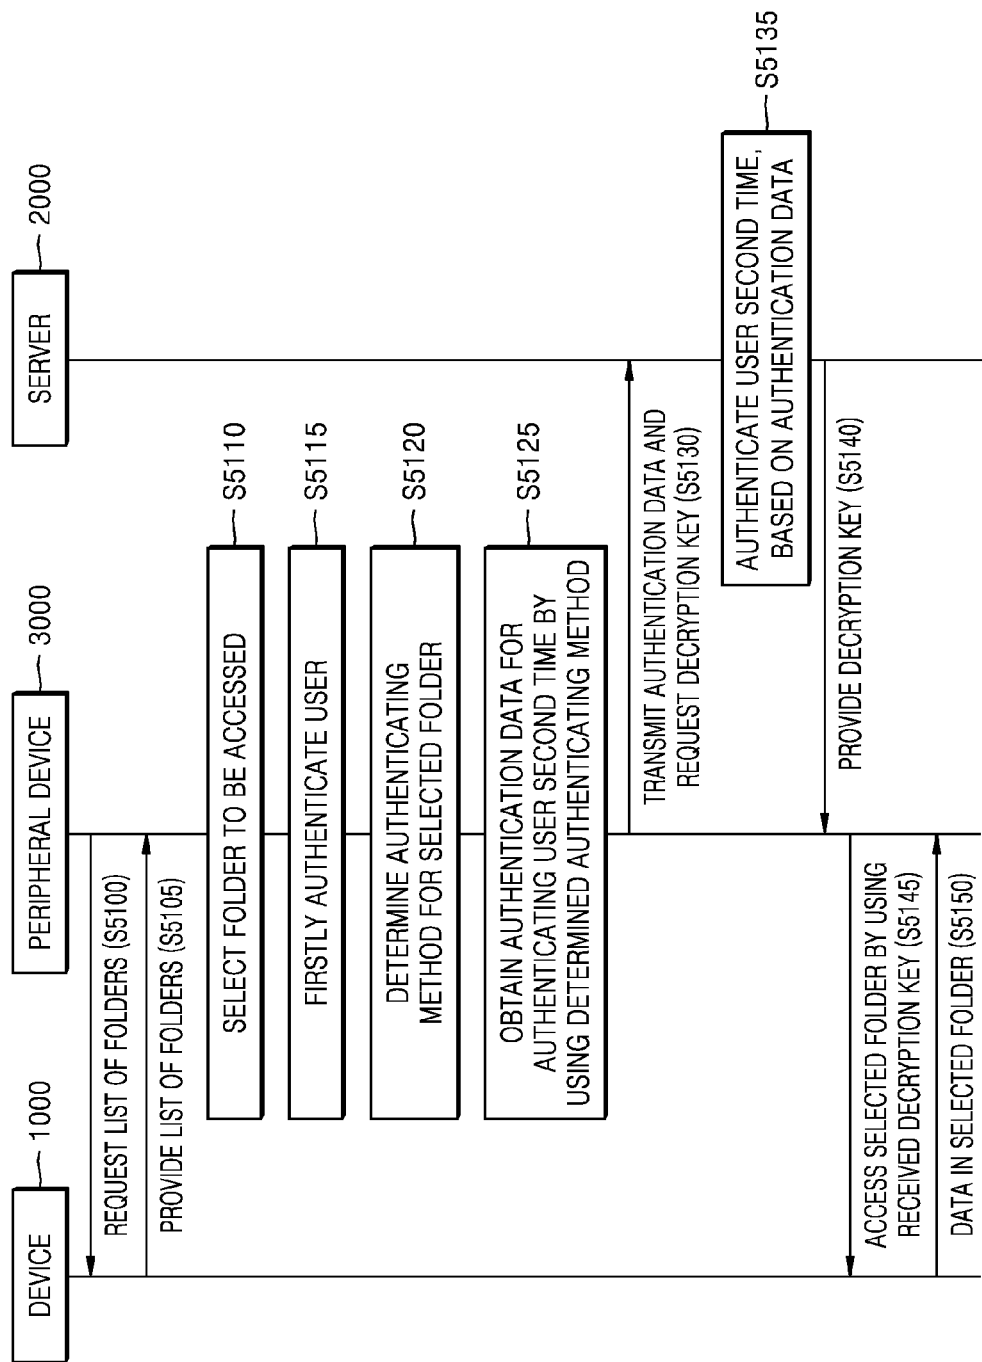 DEVICE
1000
PERIPHERAL DEVICE
3000
SERVER
2000
REQUEST LIST OF FOLDERS (S5100)
PROVIDE LIST OF FOLDERS (S5105)
SELECT FOLDER TO BE ACCESSED
S5110
FIRSTLY AUTHENTICATE USER
S5115
DETERMINE AUTHENTICATING
METHOD FOR SELECTED FOLDER
S5120
OBTAIN AUTHENTICATION DATA FOR
AUTHENTICATING USER SECOND TIME BY
USING DETERMINED AUTHENTICATING METHOD
S5125
TRANSMIT AUTHENTICATION DATA AND
REQUEST DECRYPTION KEY (S5130)
AUTHENTICATE USER SECOND TIME,
BASED ON AUTHENTICATION DATA
S5135
PROVIDE DECRYPTION KEY (S5140)
ACCESS SELECTED FOLDER BY USING
RECEIVED DECRYPTION KEY (S5145)
DATA IN SELECTED FOLDER (S5150)